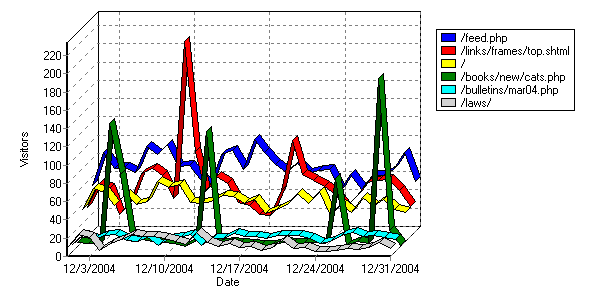 220
200
180
160
140
120
100
80
60
40
20
0
Visitors
12/3/2004 12/10/2004 12/17/2004 12/24/2004 12/31/2004
Date
/feed.php
/links/frames/top.shtml
/
/books/new/cats.php
/bulletins/mar04.php
/laws/